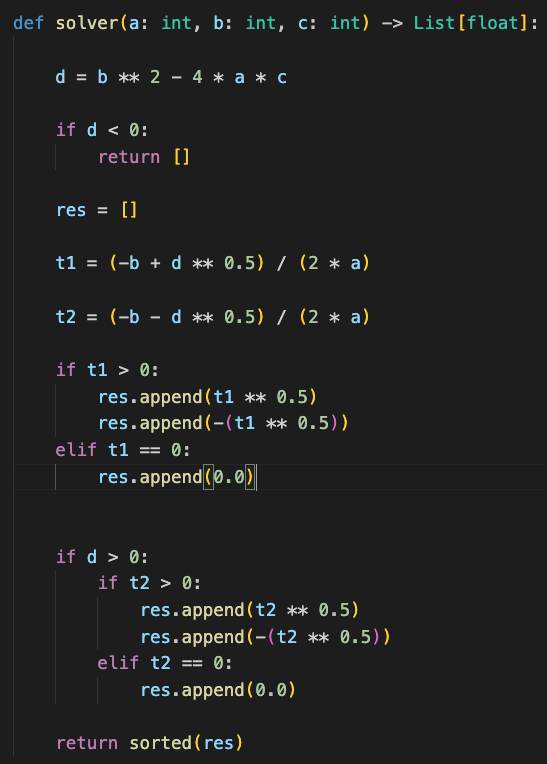 def solver(a: int, b: int, c: int) -> List[float]:
d = b ** 2 - 4 * a * c
if d < 0:
return []
res = []
t1 = (-b + d ** 0.5) / (2 * a)
t2 = (-b - d ** 0.5) / (2 * a)
if t1 > 0:
res.append(t1 ** 0.5)
res.append(-(t1 ** 0.5))
elif t1 == 0:
res.append(0.0)
if d > 0:
if t2 > 0:
res.append(t2 ** 0.5)
res.append(-(t2 ** 0.5))
elif t2 == 0:
res.append(0.0)
return sorted(res)